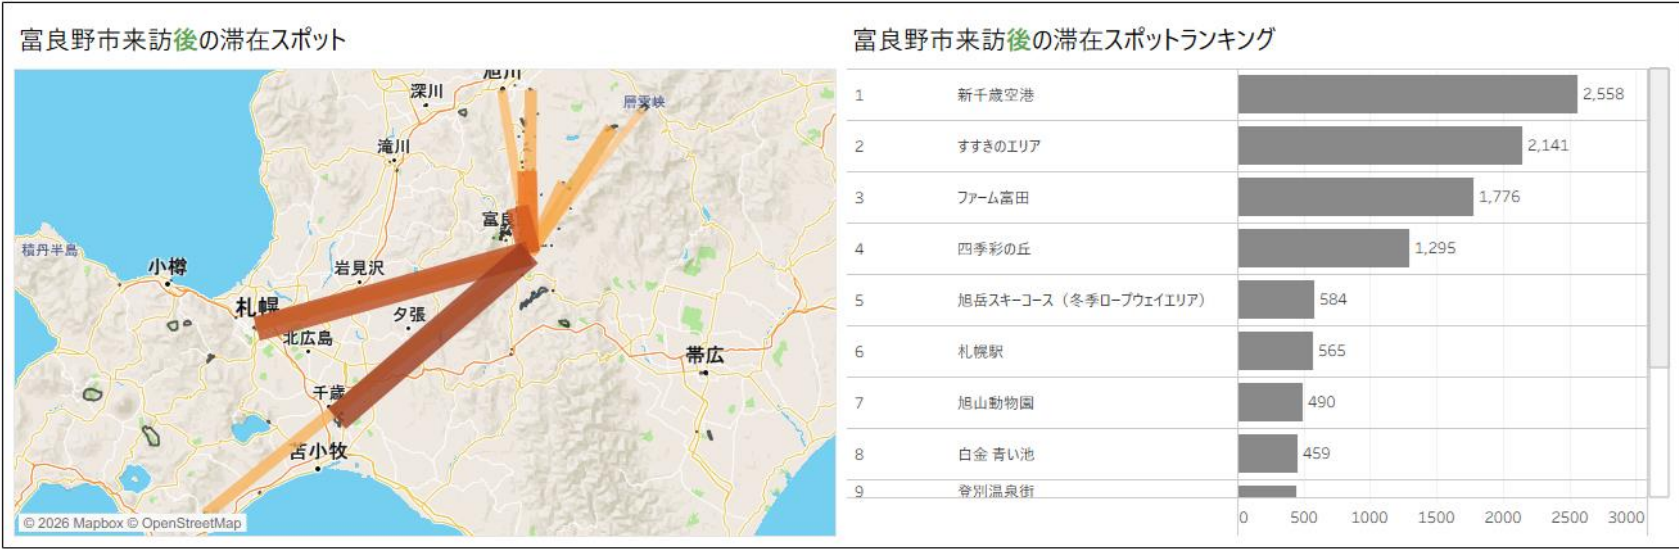 富良野市来訪後の滞在スポット
旭川
深川
層雲峡
滝川
富良
積丹半島
小樽
岩見沢
札幌
夕張
北広島
帯広
千歳
苫小牧
© 2026 Mapbox © OpenStreetMap
富良野市来訪後の滞在スポットランキング
1 新千歳空港 2,558
2 すすきのエリア 2,141
3 ファーム富田 1,776
4 四季彩の丘 1,295
5 旭岳スキーコース（冬季ロープウェイエリア） 584
6 札幌駅 565
7 旭山動物園 490
8 白金 青い池 459
9 登別温泉街
0 500 1000 1500 2000 2500 3000